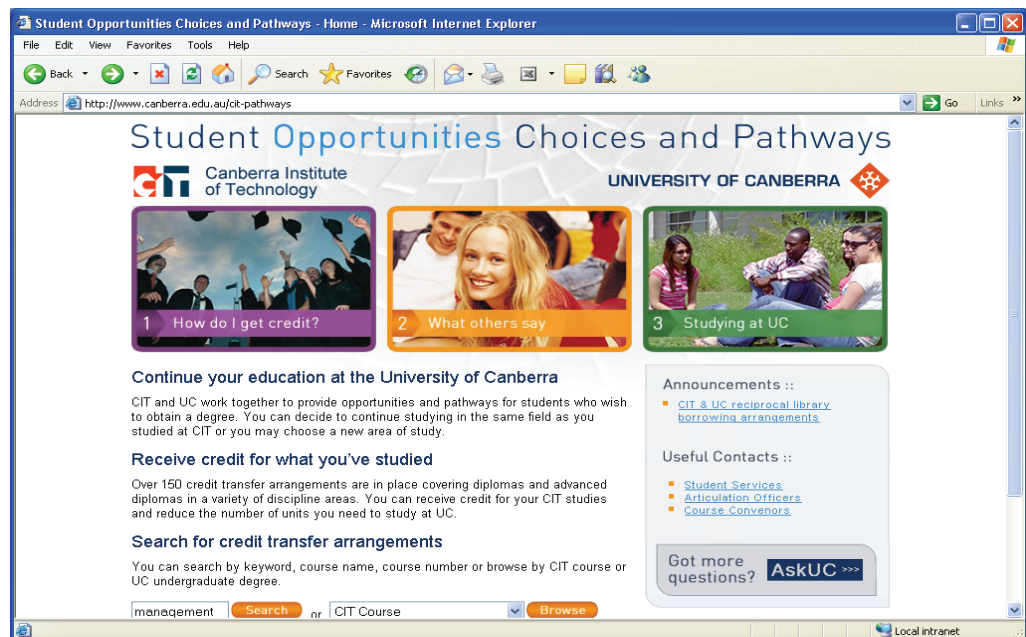 Student Opportunities Choices and Pathways - Home - Microsoft Internet Explorer
File Edit View Favorites Tools Help
Back Search Favorites
Address http://www.canberra.edu.au/cit-pathways Go Links »
Student Opportunities Choices and Pathways
CIT Canberra Institute
of Technology
UNIVERSITY OF CANBERRA
1 How do I get credit?
2 What others say
3 Studying at UC
Continue your education at the University of Canberra
CIT and UC work together to provide opportunities and pathways for students who wish
to obtain a degree. You can decide to continue studying in the same field as you
studied at CIT or you may choose a new area of study.
Receive credit for what you've studied
Over 150 credit transfer arrangements are in place covering diplomas and advanced
diplomas in a variety of discipline areas. You can receive credit for your CIT studies
and reduce the number of units you need to study at UC.
Search for credit transfer arrangements
You can search by keyword, course name, course number or browse by CIT course or
UC undergraduate degree.
management Search or CIT Course Browse
Announcements ::
CIT & UC reciprocal library
borrowing arrangements
Useful Contacts ::
Student Services
Articulation Officers
Course Convenors
Got more
questions?
AskUC >>>
Local intranet